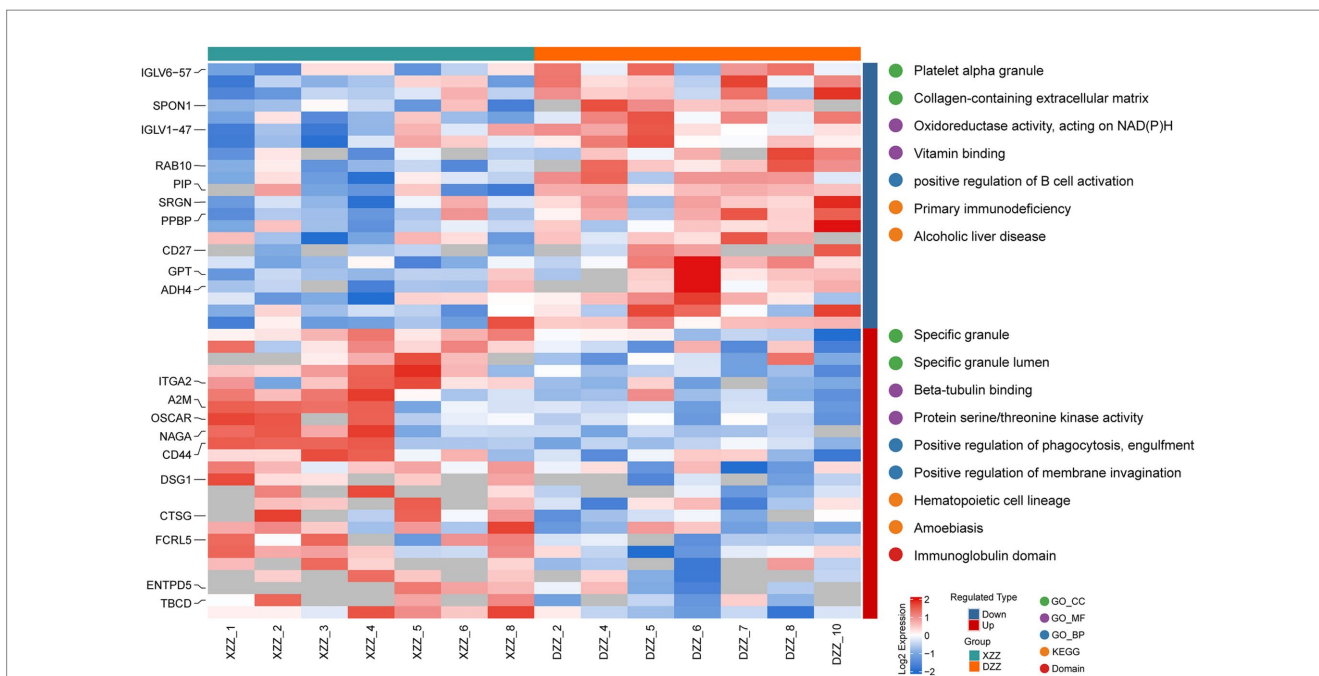 IGLV6−57
SPON1
IGLV1−47
RAB10
PIP
SRGN
PPBP
CD27
GPT
ADH4
ITGA2
A2M
OSCAR
NAGA
CD44
DSG1
CTSG
FCRL5
ENTPD5
TBCD
Platelet alpha granule
Collagen-containing extracellular matrix
Oxidoreductase activity, acting on NAD(P)H
Vitamin binding
positive regulation of B cell activation
Primary immunodeficiency
Alcoholic liver disease
Specific granule
Specific granule lumen
Beta-tubulin binding
Protein serine/threonine kinase activity
Positive regulation of phagocytosis, engulfment
Positive regulation of membrane invagination
Hematopoietic cell lineage
Amoebiasis
Immunoglobulin domain
XZZ_1
XZZ_2
XZZ_3
XZZ_4
XZZ_5
XZZ_6
XZZ_8
DZZ_2
DZZ_4
DZZ_5
DZZ_6
DZZ_7
DZZ_8
DZZ_10
Log2 Expression
2
1
0
−1
−2
Regulated Type
Down
Up
Group
XZZ
DZZ
GO_CC
GO_MF
GO_BP
KEGG
Domain